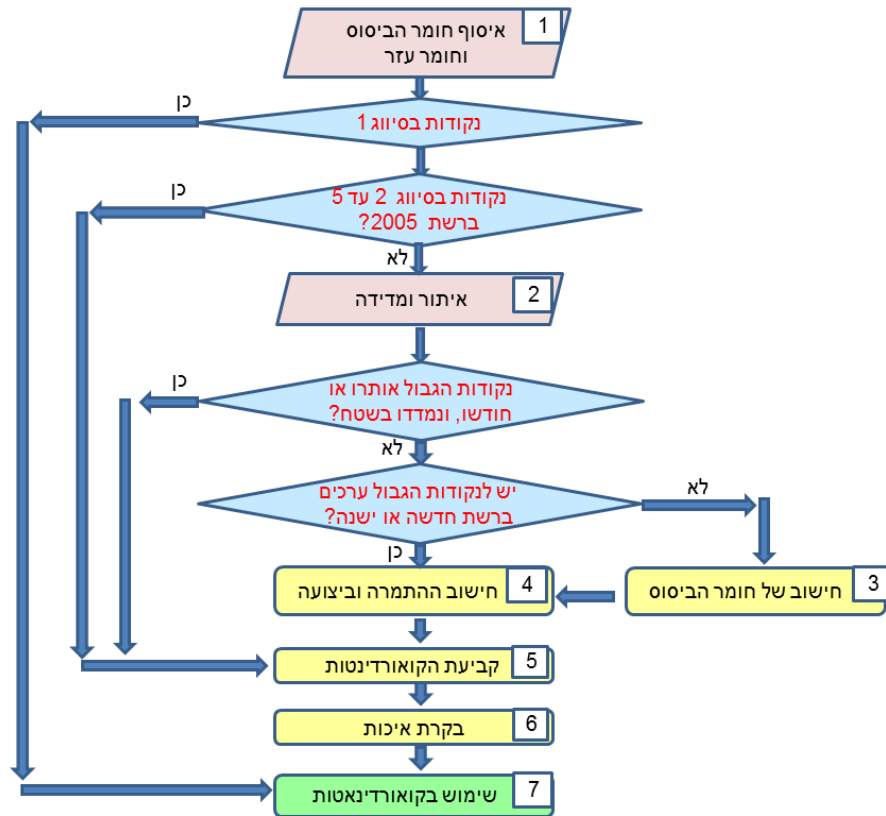 1
איסוף חומר הביסוס
וחומר עזר
כן
נקודות בסיווג 1
כן
נקודות בסיווג 2 עד 5
ברשת 2005?
לא
2
איתור ומדידה
כן
נקודות הגבול אותרו או
חודשו, ונמדדו בשטח?
לא
יש לנקודות הגבול ערכים
ברשת חדשה או ישנה?
לא
כן
3
חישוב של חומר הביסוס
4
חישוב ההתמרה וביצועה
5
קביעת הקואורדינטות
6
בקרת איכות
7
שימוש בקואורדינאטות